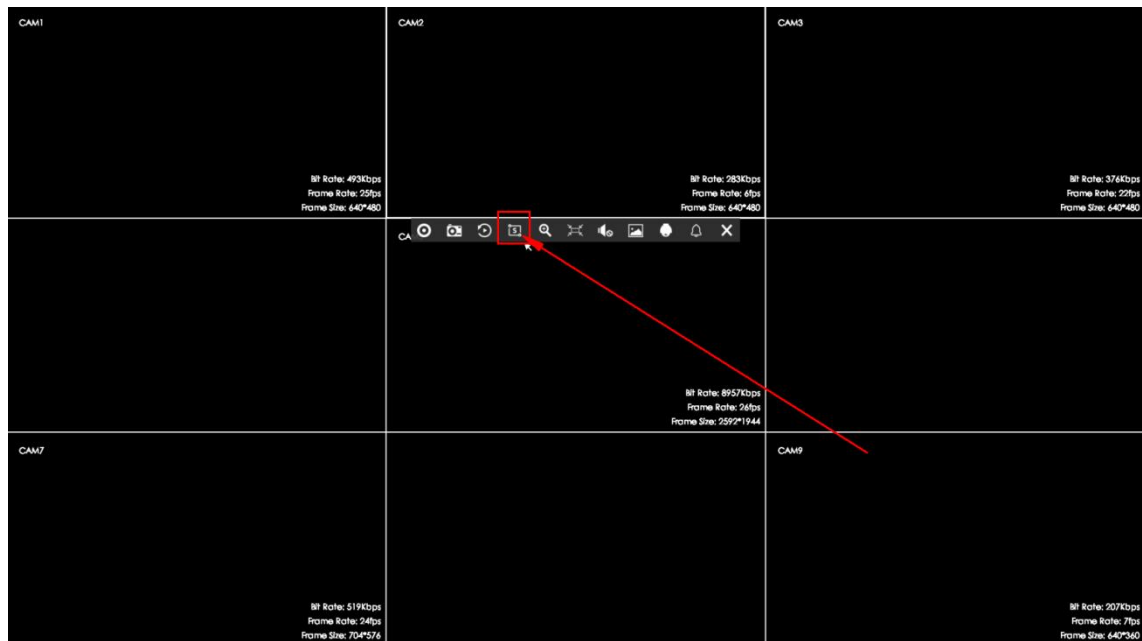 CAM1
Bit Rate: 493Kbps
Frame Rate: 25fps
Frame Size: 640*480
CAM2
Bit Rate: 283Kbps
Frame Rate: 6fps
Frame Size: 640*480
CAM3
Bit Rate: 376Kbps
Frame Rate: 22fps
Frame Size: 640*480
CA
S
Bit Rate: 8957Kbps
Frame Rate: 26fps
Frame Size: 2592*1944
CAM7
Bit Rate: 519Kbps
Frame Rate: 24fps
Frame Size: 704*576
CAM9
Bit Rate: 207Kbps
Frame Rate: 7fps
Frame Size: 640*360